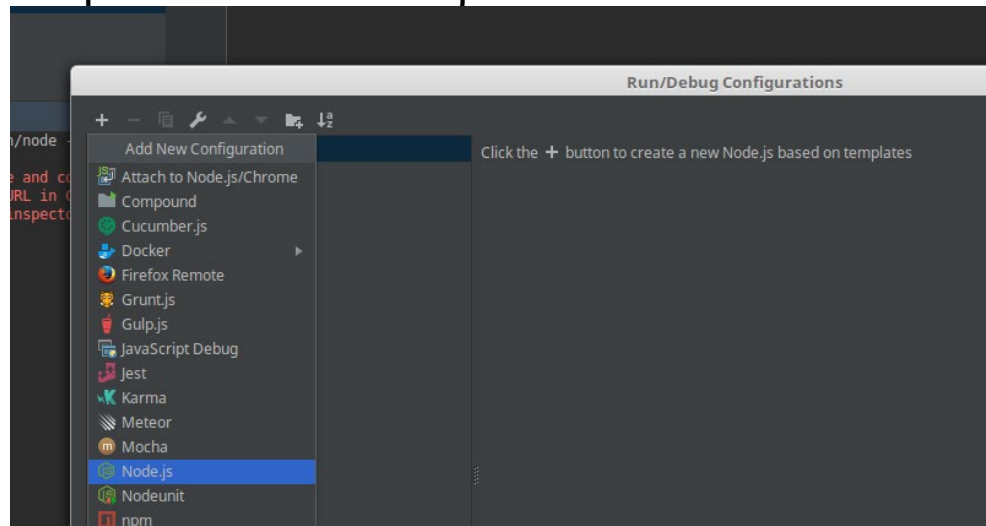 Run/Debug Configurations
/node
Add New Configuration
Click the + button to create a new Node.js based on templates
e and co
Attach to Node.js/Chrome
URL in
Compound
inspecto
Cucumber.js
Docker
Firefox Remote
Grunt.js
Gulp.js
JavaScript Debug
Jest
Karma
Meteor
Mocha
Node.js
Nodeunit
npm